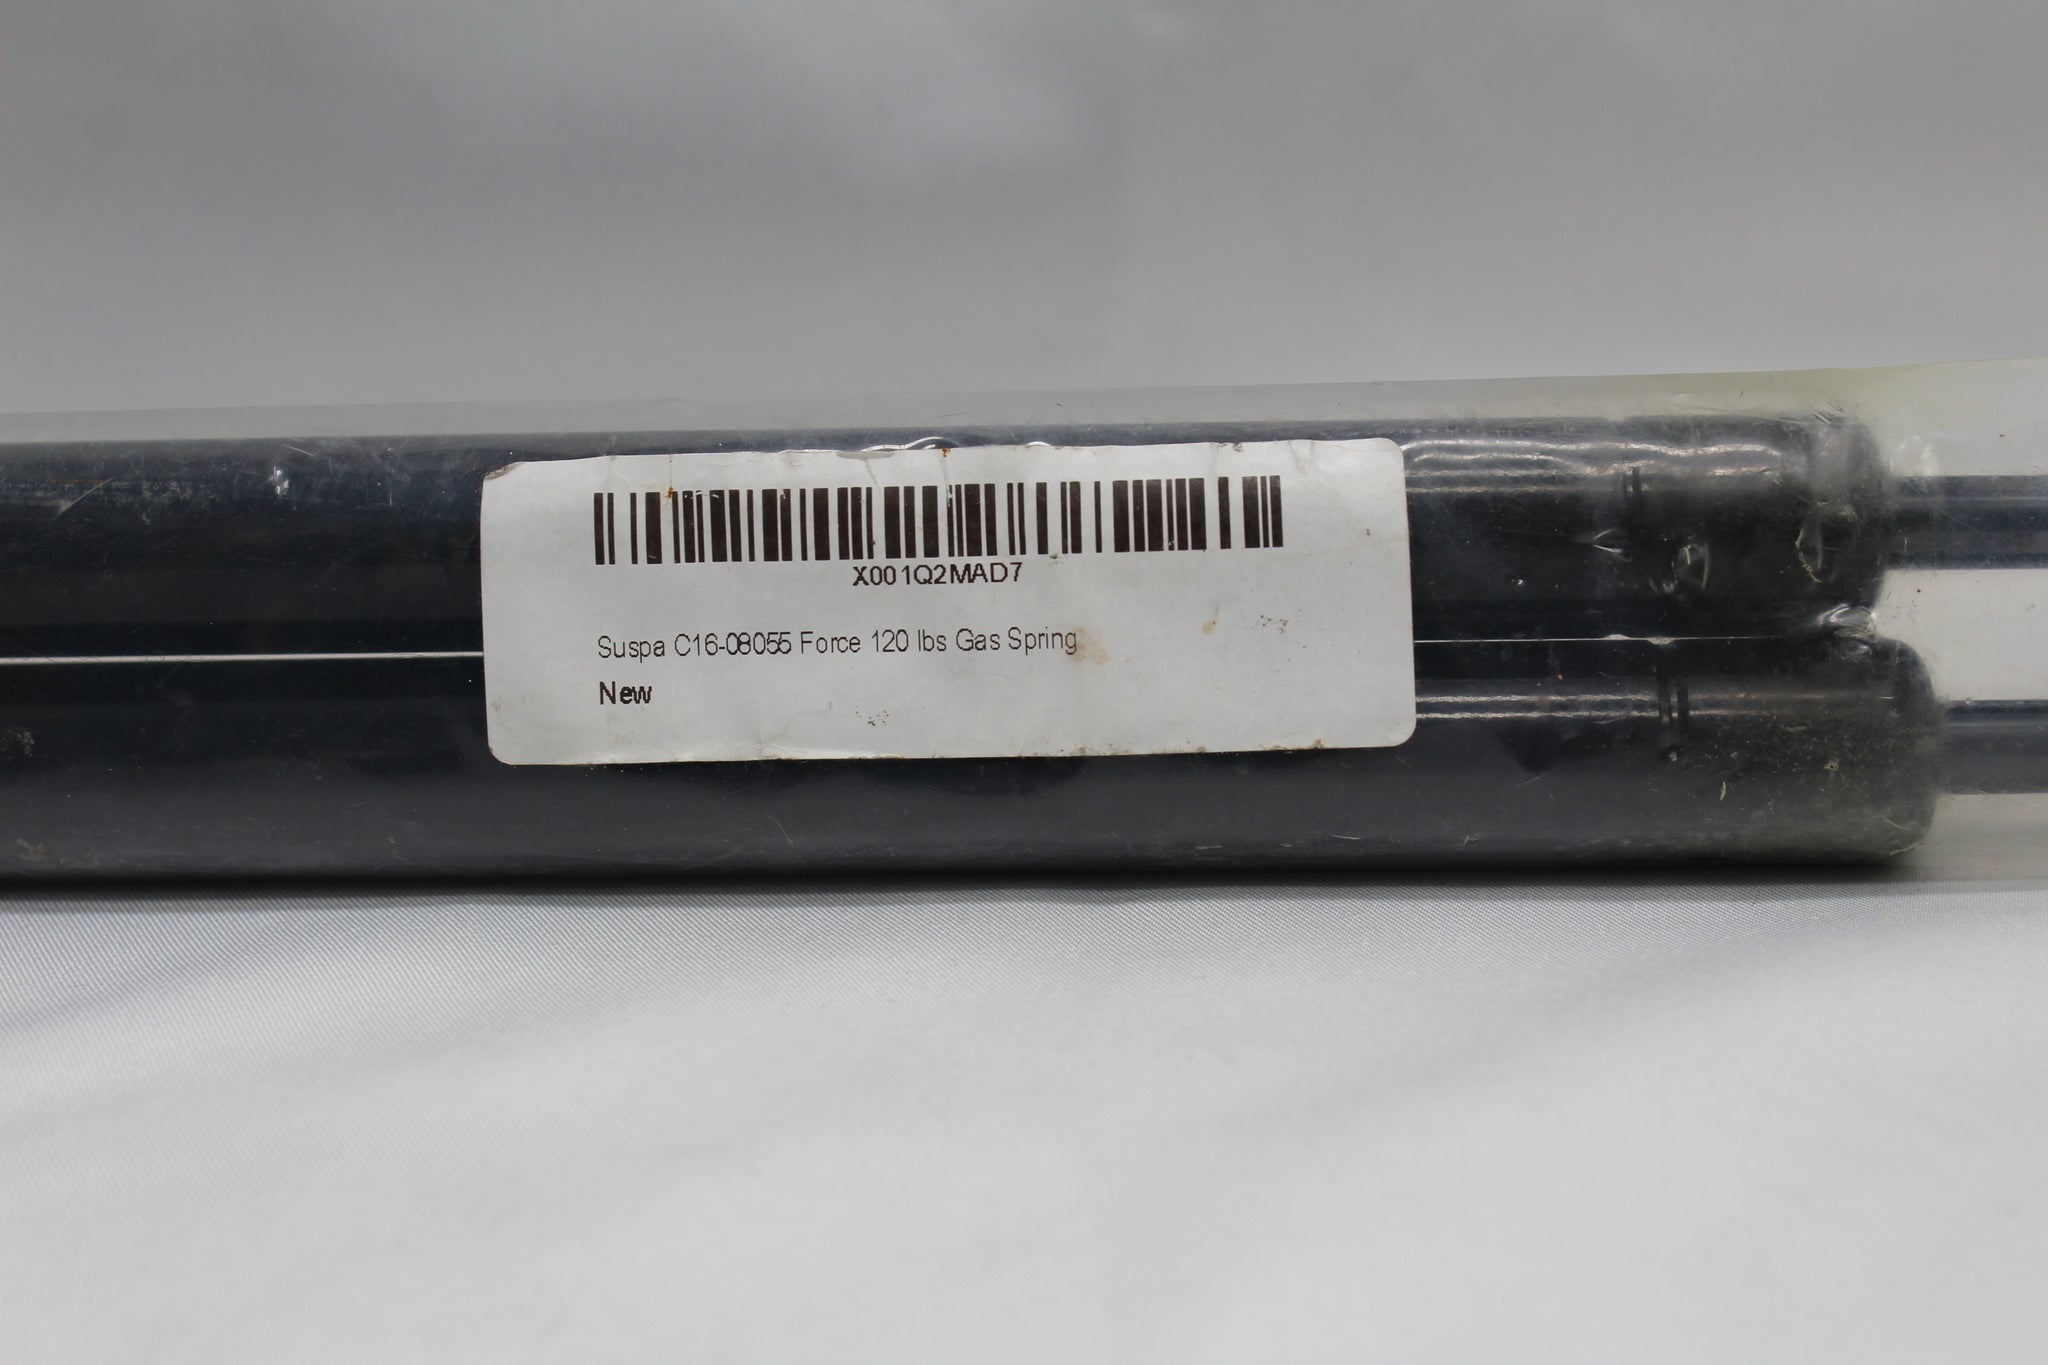 X001Q2MAD7
Suspa C16-08055 Force 120 lbs Gas Spring
New